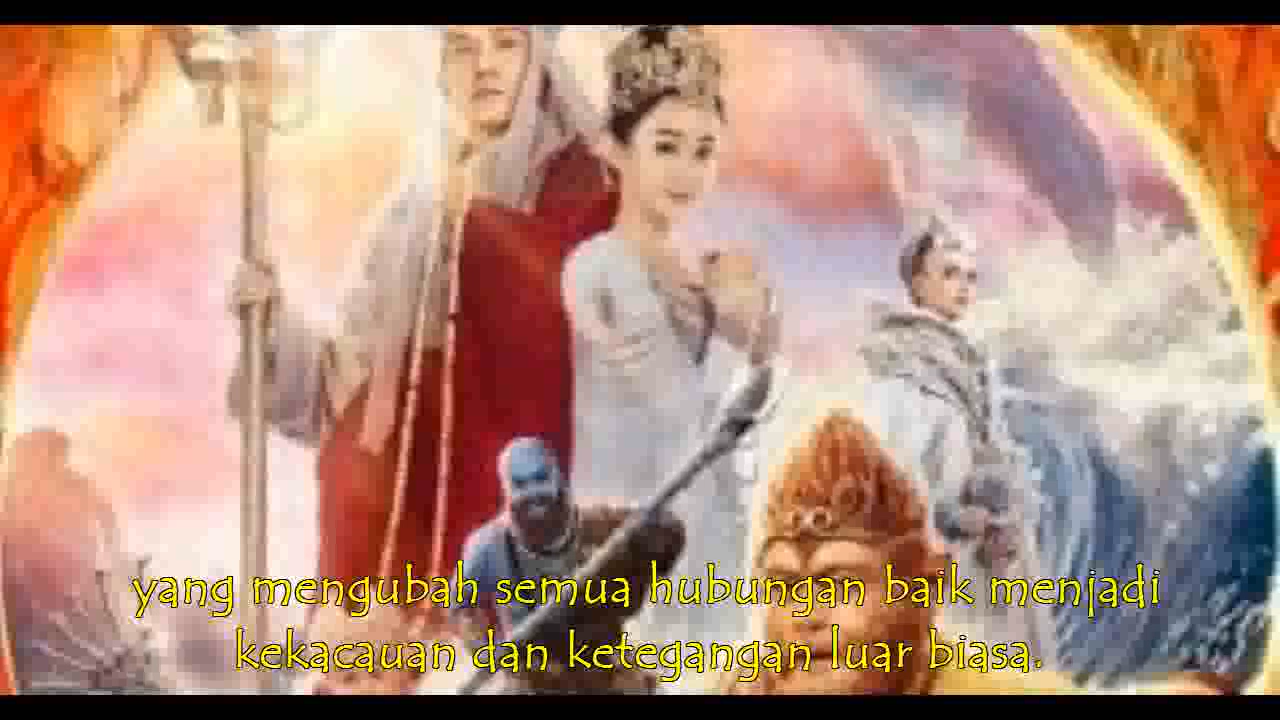 yang mengubah semua hubungan baik menjadi
kekacauan dan ketegangan luar biasa.